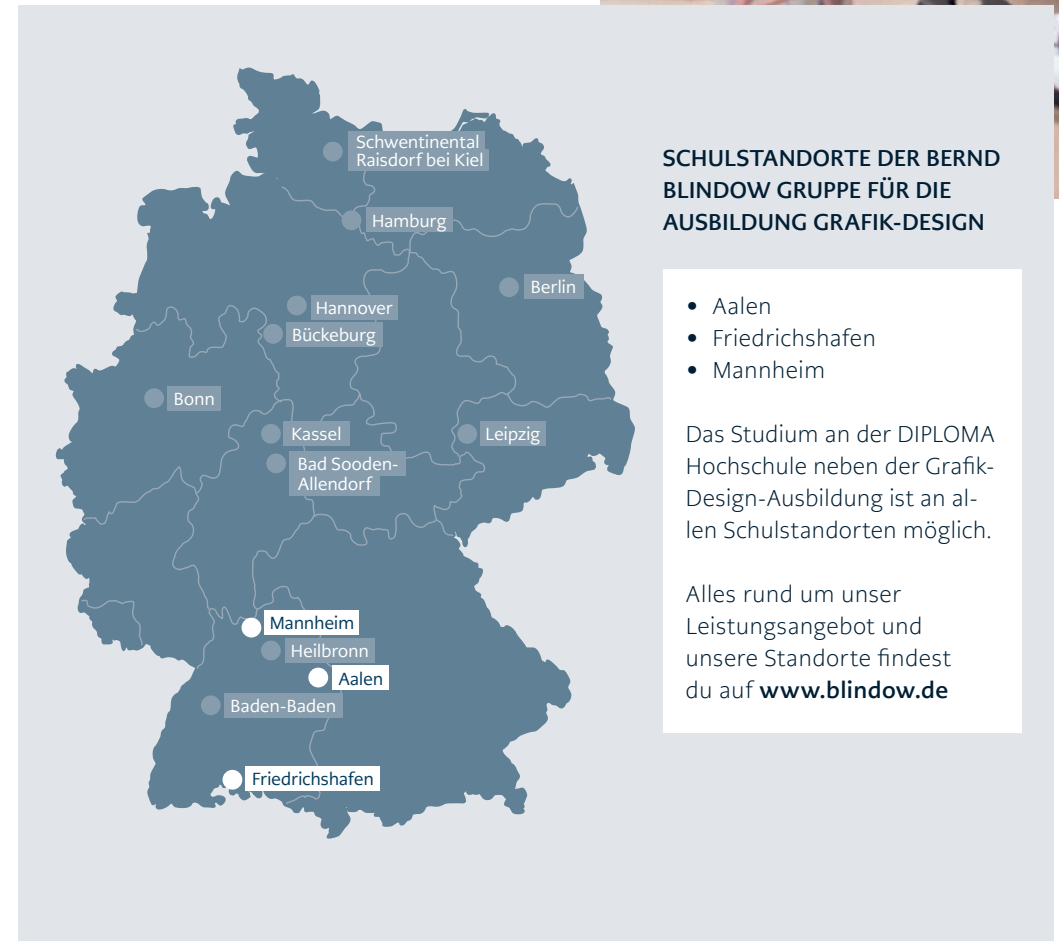 Schwentinental
Raisdorf bei Kiel
Hamburg
Berlin
Hannover
Bückeburg
Bonn
Kassel
Leipzig
Bad Sooden-
Allendorf
Mannheim
Heilbronn
Aalen
Baden-Baden
Friedrichshafen
SCHULSTANDORTE DER BERND
BLINDOW GRUPPE FÜR DIE
AUSBILDUNG GRAFIK-DESIGN
• Aalen
• Friedrichshafen
• Mannheim
Das Studium an der DIPLOMA
Hochschule neben der Grafik-
Design-Ausbildung ist an al-
len Schulstandorten möglich.
Alles rund um unser
Leistungsangebot und
unsere Standorte findest
du auf www.blindow.de